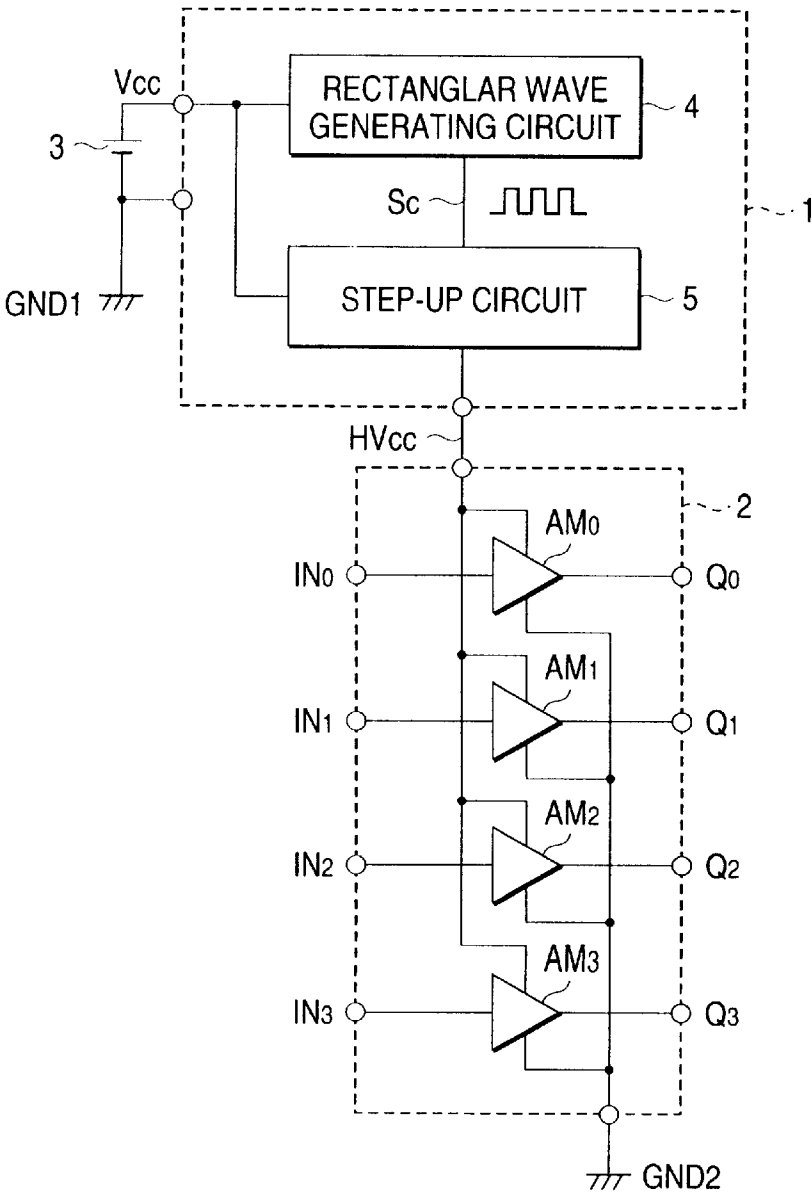 RECTANGLAR WAVE
GENERATING CIRCUIT
4
Vcc
3
Sc
1
STEP-UP CIRCUIT
5
GND1
HVcc
2
AM0
IN0
Q0
AM1
IN1
Q1
AM2
IN2
Q2
AM3
IN3
Q3
GND2